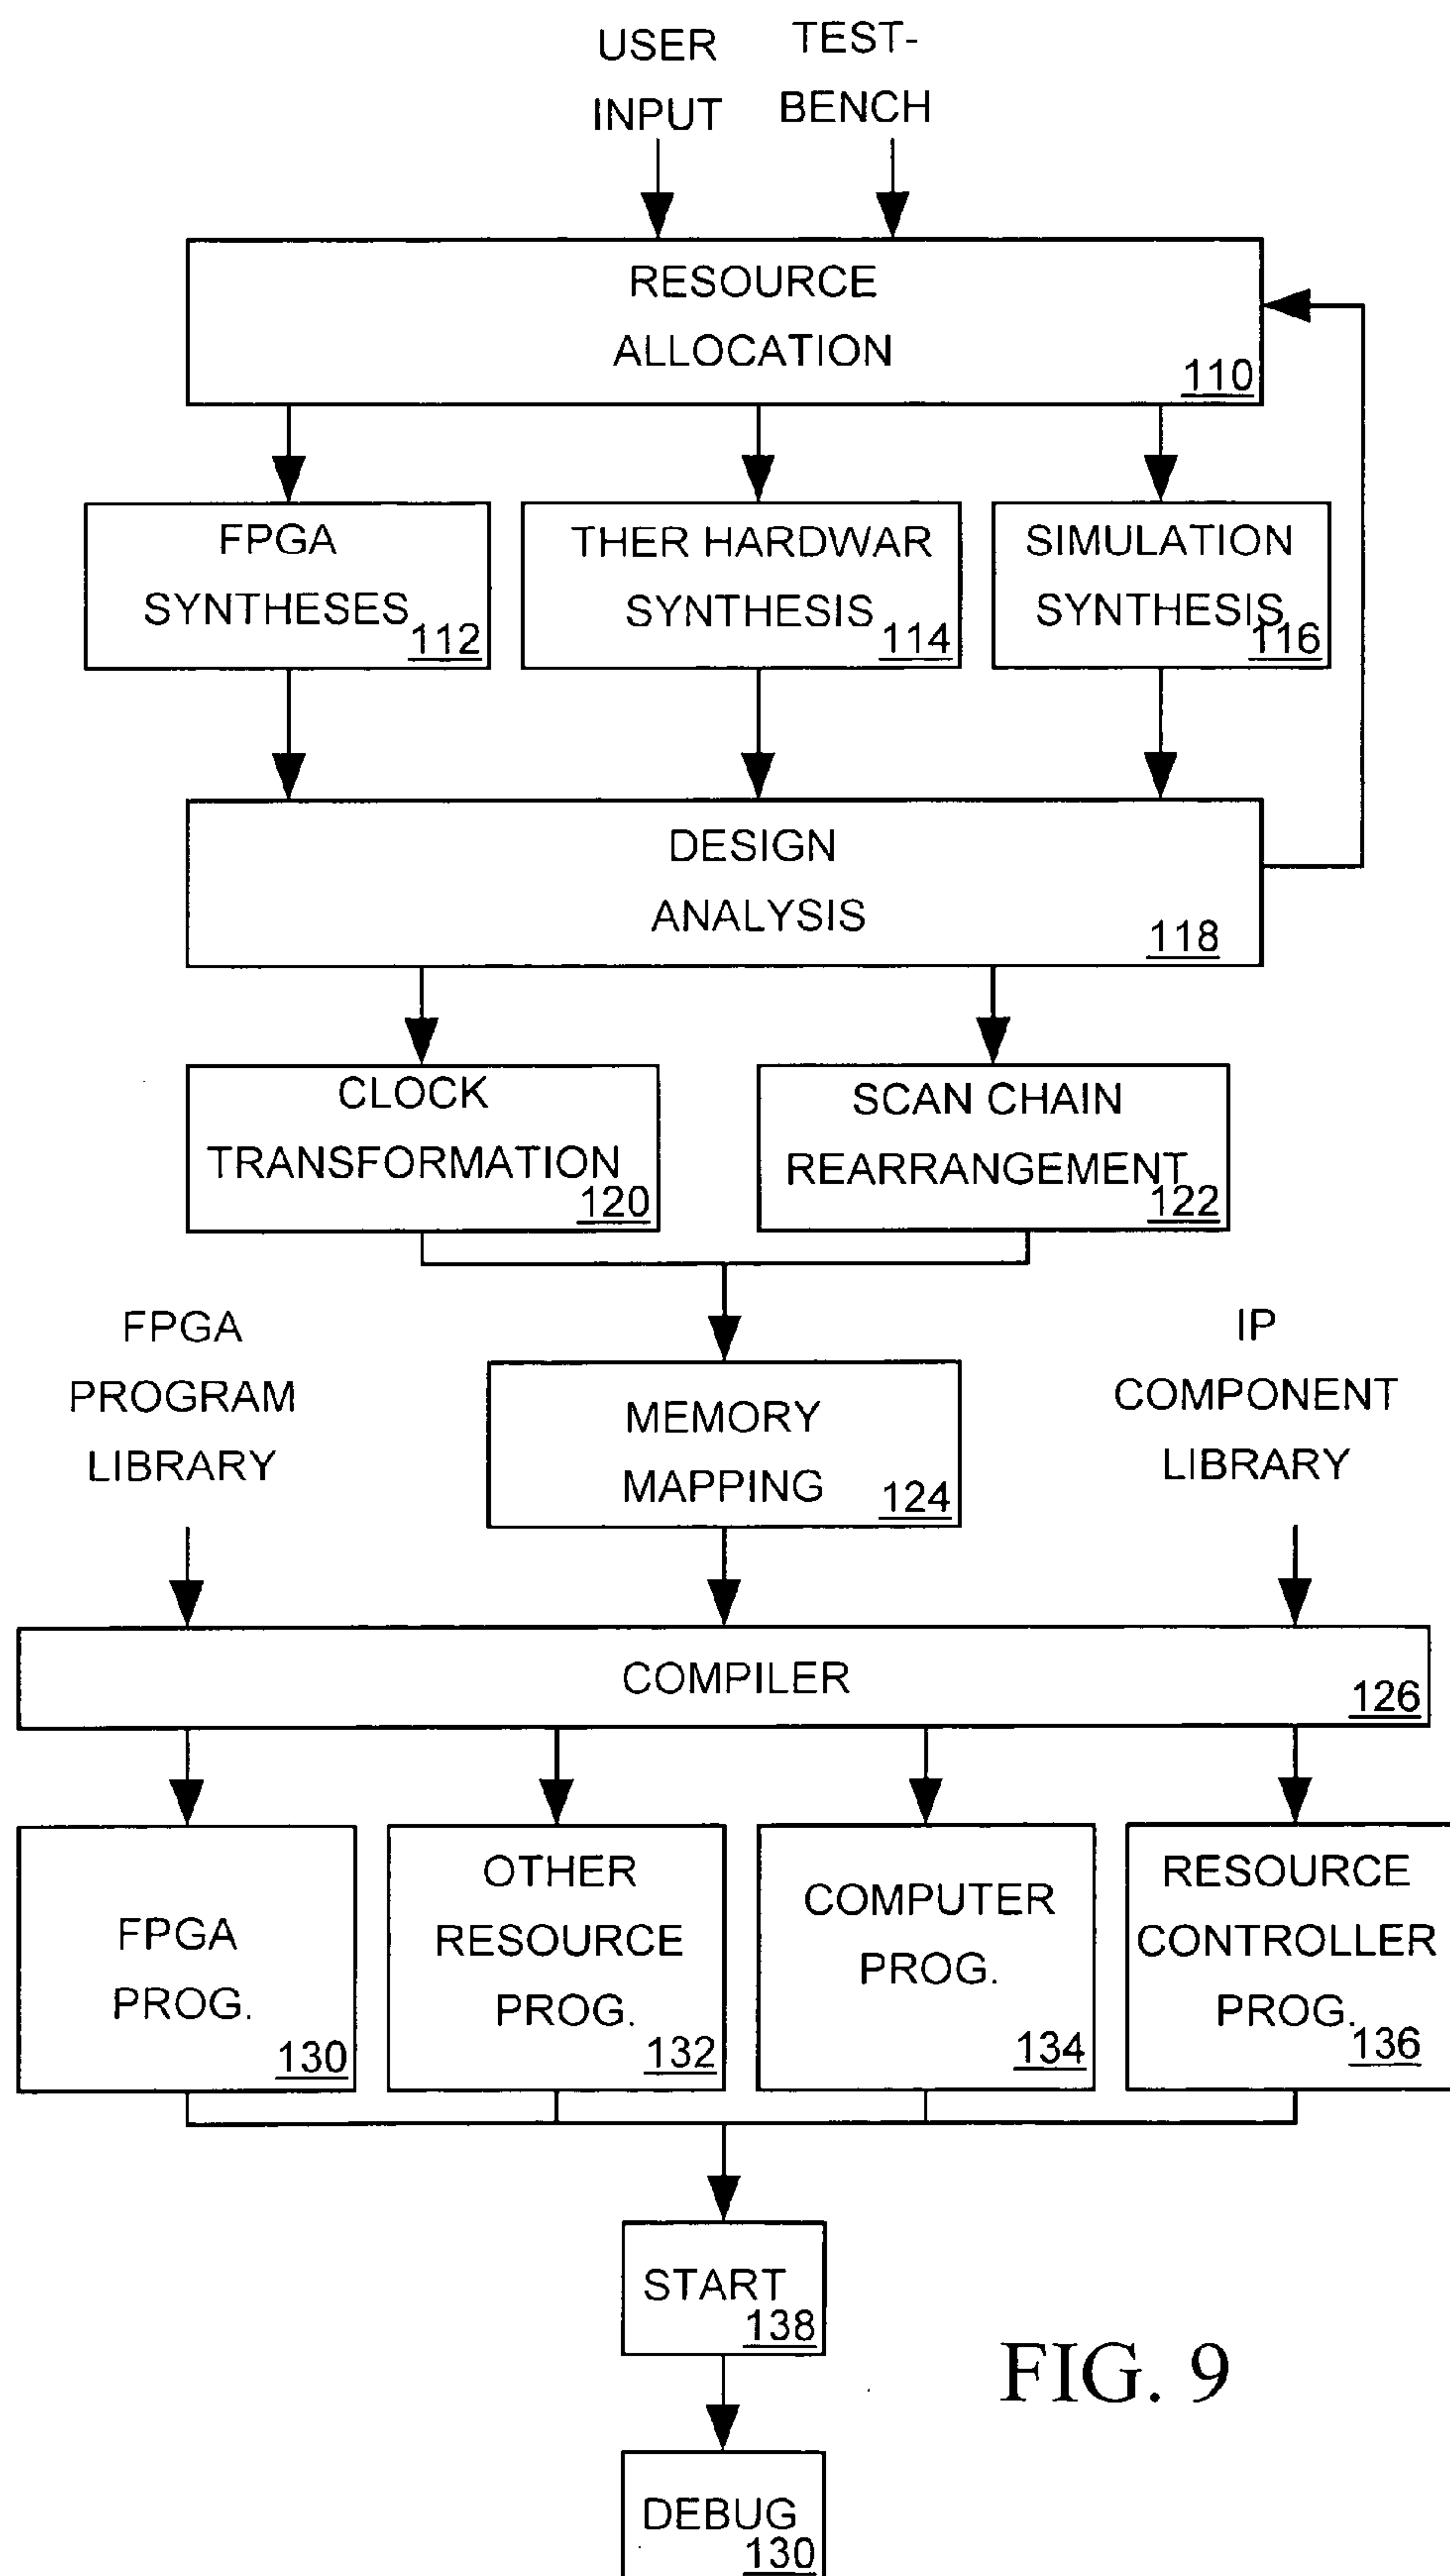 USER
INPUT
TEST-
BENCH
RESOURCE
ALLOCATION
110
FPGA
SYNTHESES
112
THER HARDWAR
SYNTHESIS
114
SIMULATION
SYNTHESIS
116
DESIGN
ANALYSIS
118
CLOCK
TRANSFORMATION
120
SCAN CHAIN
REARRANGEMENT
122
FPGA
PROGRAM
LIBRARY
MEMORY
MAPPING
124
IP
COMPONENT
LIBRARY
COMPILER
126
FPGA
PROG.
130
OTHER
RESOURCE
PROG.
132
COMPUTER
PROG.
134
RESOURCE
CONTROLLER
PROG.
136
START
138
FIG. 9
DEBUG
130